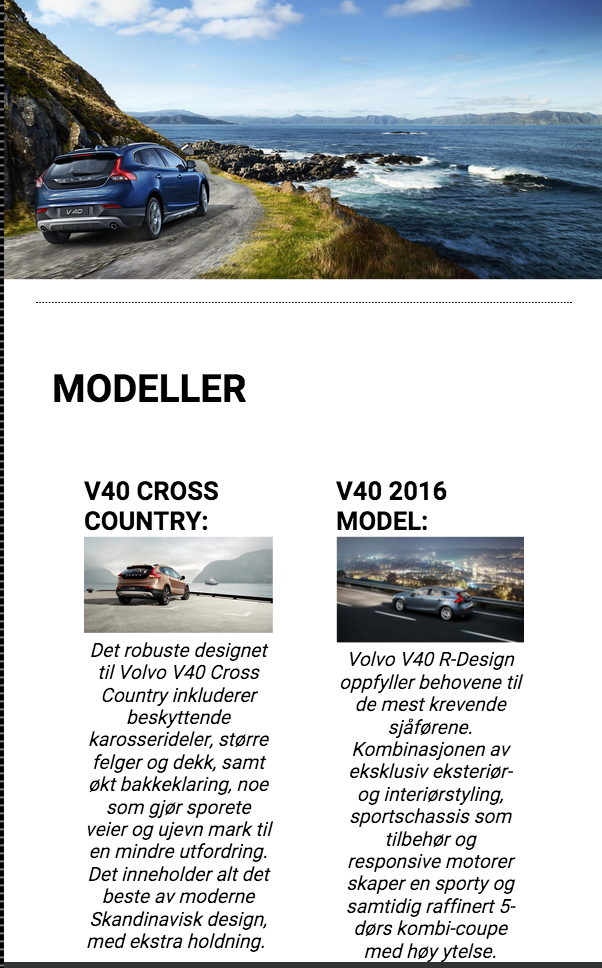 V40
MODELLER
V40 CROSS
COUNTRY:
Det robuste designet
til Volvo V40 Cross
Country inkluderer
beskyttende
karosserideler, større
felger og dekk, samt
økt bakkeklaring, noe
som gjør sporete
veier og ujevn mark til
en mindre utfordring.
Det inneholder alt det
beste av moderne
Skandinavisk design,
med ekstra holdning.
V40 2016
MODEL:
Volvo V40 R-Design
oppfyller behovene til
de mest krevende
sjåførene.
Kombinasjonen av
eksklusiv eksteriør-
og interiørstyling,
sportschassis som
tilbehør og
responsive motorer
skaper en sporty og
samtidig raffinert 5-
dørs kombi-coupe
med høy ytelse.